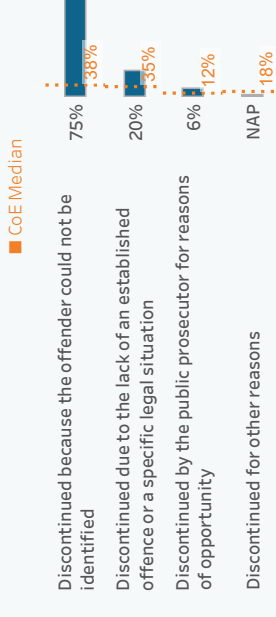 CoE Median
Discontinued because the offender could not be
identified
75%
38%
Discontinued due to the lack of an established
offence or a specific legal situation
20%
35%
Discontinued by the public prosecutor for reasons
of opportunity
6%
12%
Discontinued for other reasons
NAP
18%